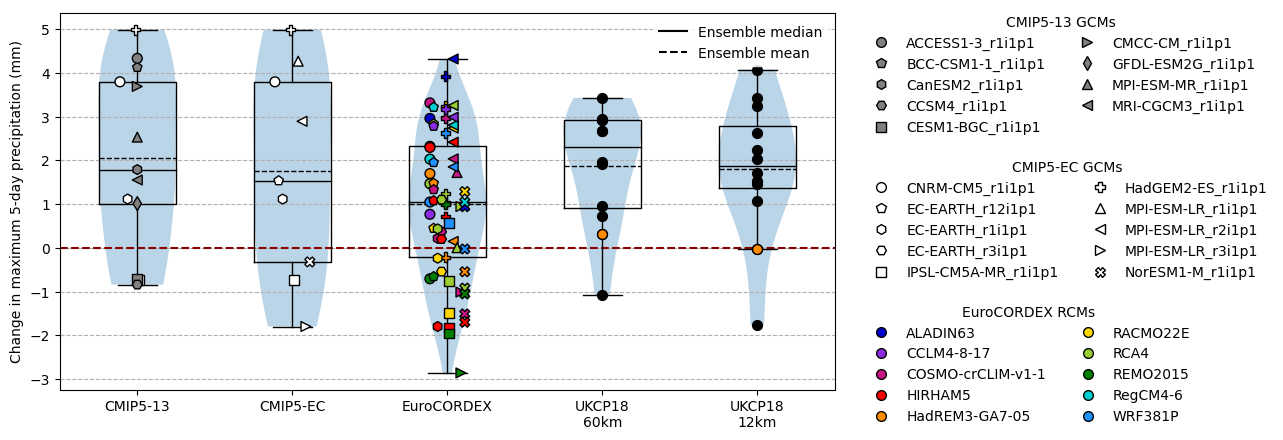 Change in maximum 5-day precipitation (mm)
5
4
3
2
1
0
−1
−2
−3
Ensemble median
Ensemble mean
CMIP5-13
CMIP5-EC
EuroCORDEX
UKCP18
60km
UKCP18
12km
CMIP5-13 GCMs
ACCESS1-3_r1i1p1
BCC-CSM1-1_r1i1p1
CanESM2_r1i1p1
CCSM4_r1i1p1
CESM1-BGC_r1i1p1
CMCC-CM_r1i1p1
GFDL-ESM2G_r1i1p1
MPI-ESM-MR_r1i1p1
MRI-CGCM3_r1i1p1
CMIP5-EC GCMs
CNRM-CM5_r1i1p1
EC-EARTH_r12i1p1
EC-EARTH_r1i1p1
EC-EARTH_r3i1p1
IPSL-CM5A-MR_r1i1p1
HadGEM2-ES_r1i1p1
MPI-ESM-LR_r1i1p1
MPI-ESM-LR_r2i1p1
MPI-ESM-LR_r3i1p1
NorESM1-M_r1i1p1
EuroCORDEX RCMs
ALADIN63
CCLM4-8-17
COSMO-crCLIM-v1-1
HIRHAM5
HadREM3-GA7-05
RACMO22E
RCA4
REMO2015
RegCM4-6
WRF381P